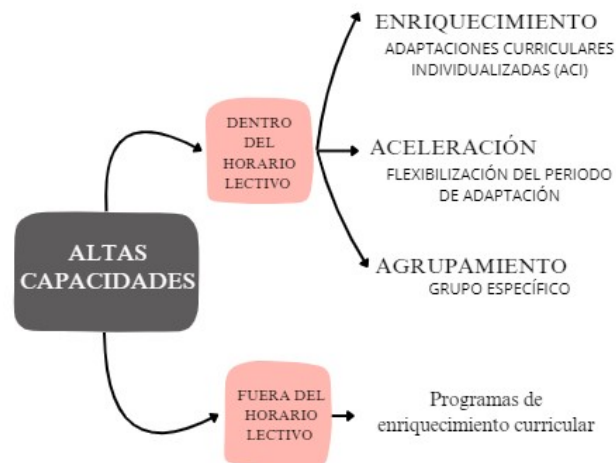 ENRIQUECIMIENTO
ADAPTACIONES CURRICULARES
INDIVIDUALIZADAS (ACI)
DENTRO
DEL
HORARIO
LECTIVO
ACELERACIÓN
FLEXIBILIZACIÓN DEL PERIODO
DE ADAPTACIÓN
ALTAS
CAPACIDADES
AGRUPAMIENTO
GRUPO ESPECÍFICO
FUERA DEL
HORARIO
LECTIVO
Programas de
enriquecimiento curricular